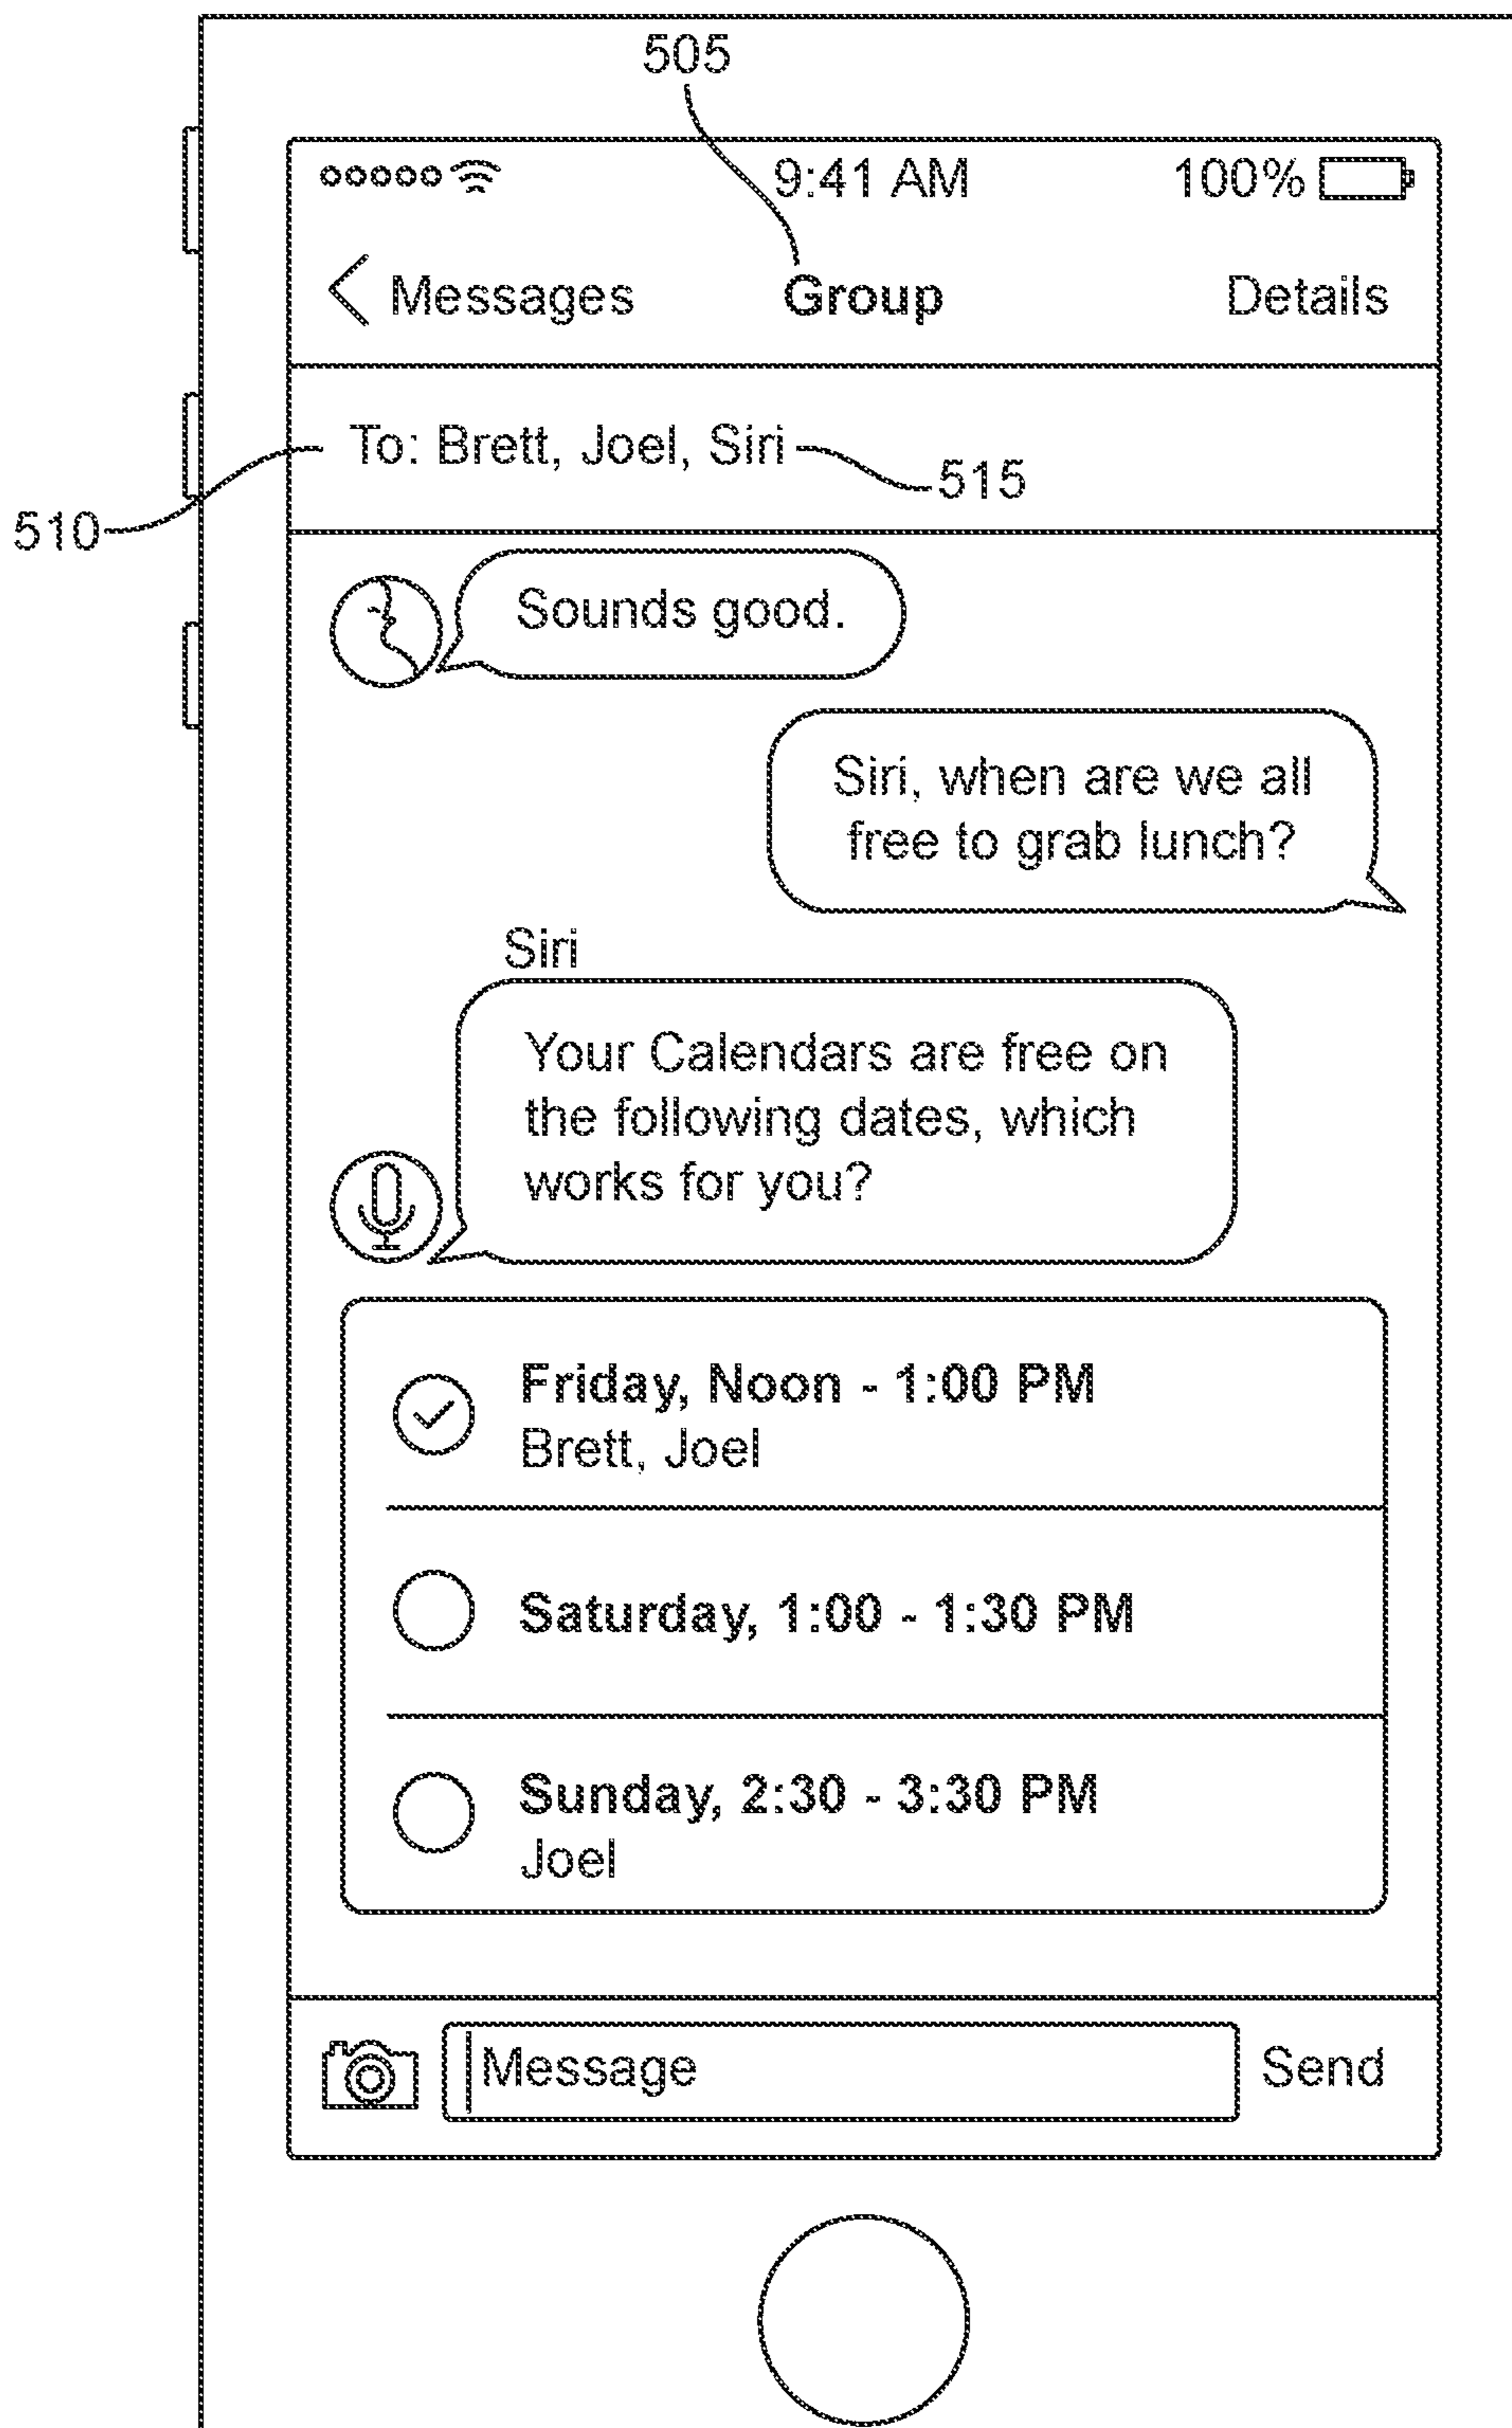 505
9:41 AM 100%
Messages Group Details
To: Brett, Joel, Siri
515
510
Sounds good.
Siri, when are we all
free to grab lunch?
Siri
Your Calendars are free on
the following dates, which
works for you?
Friday, Noon - 1:00 PM
Brett, Joel
Saturday, 1:00 - 1:30 PM
Sunday, 2:30 - 3:30 PM
Joel
Message Send